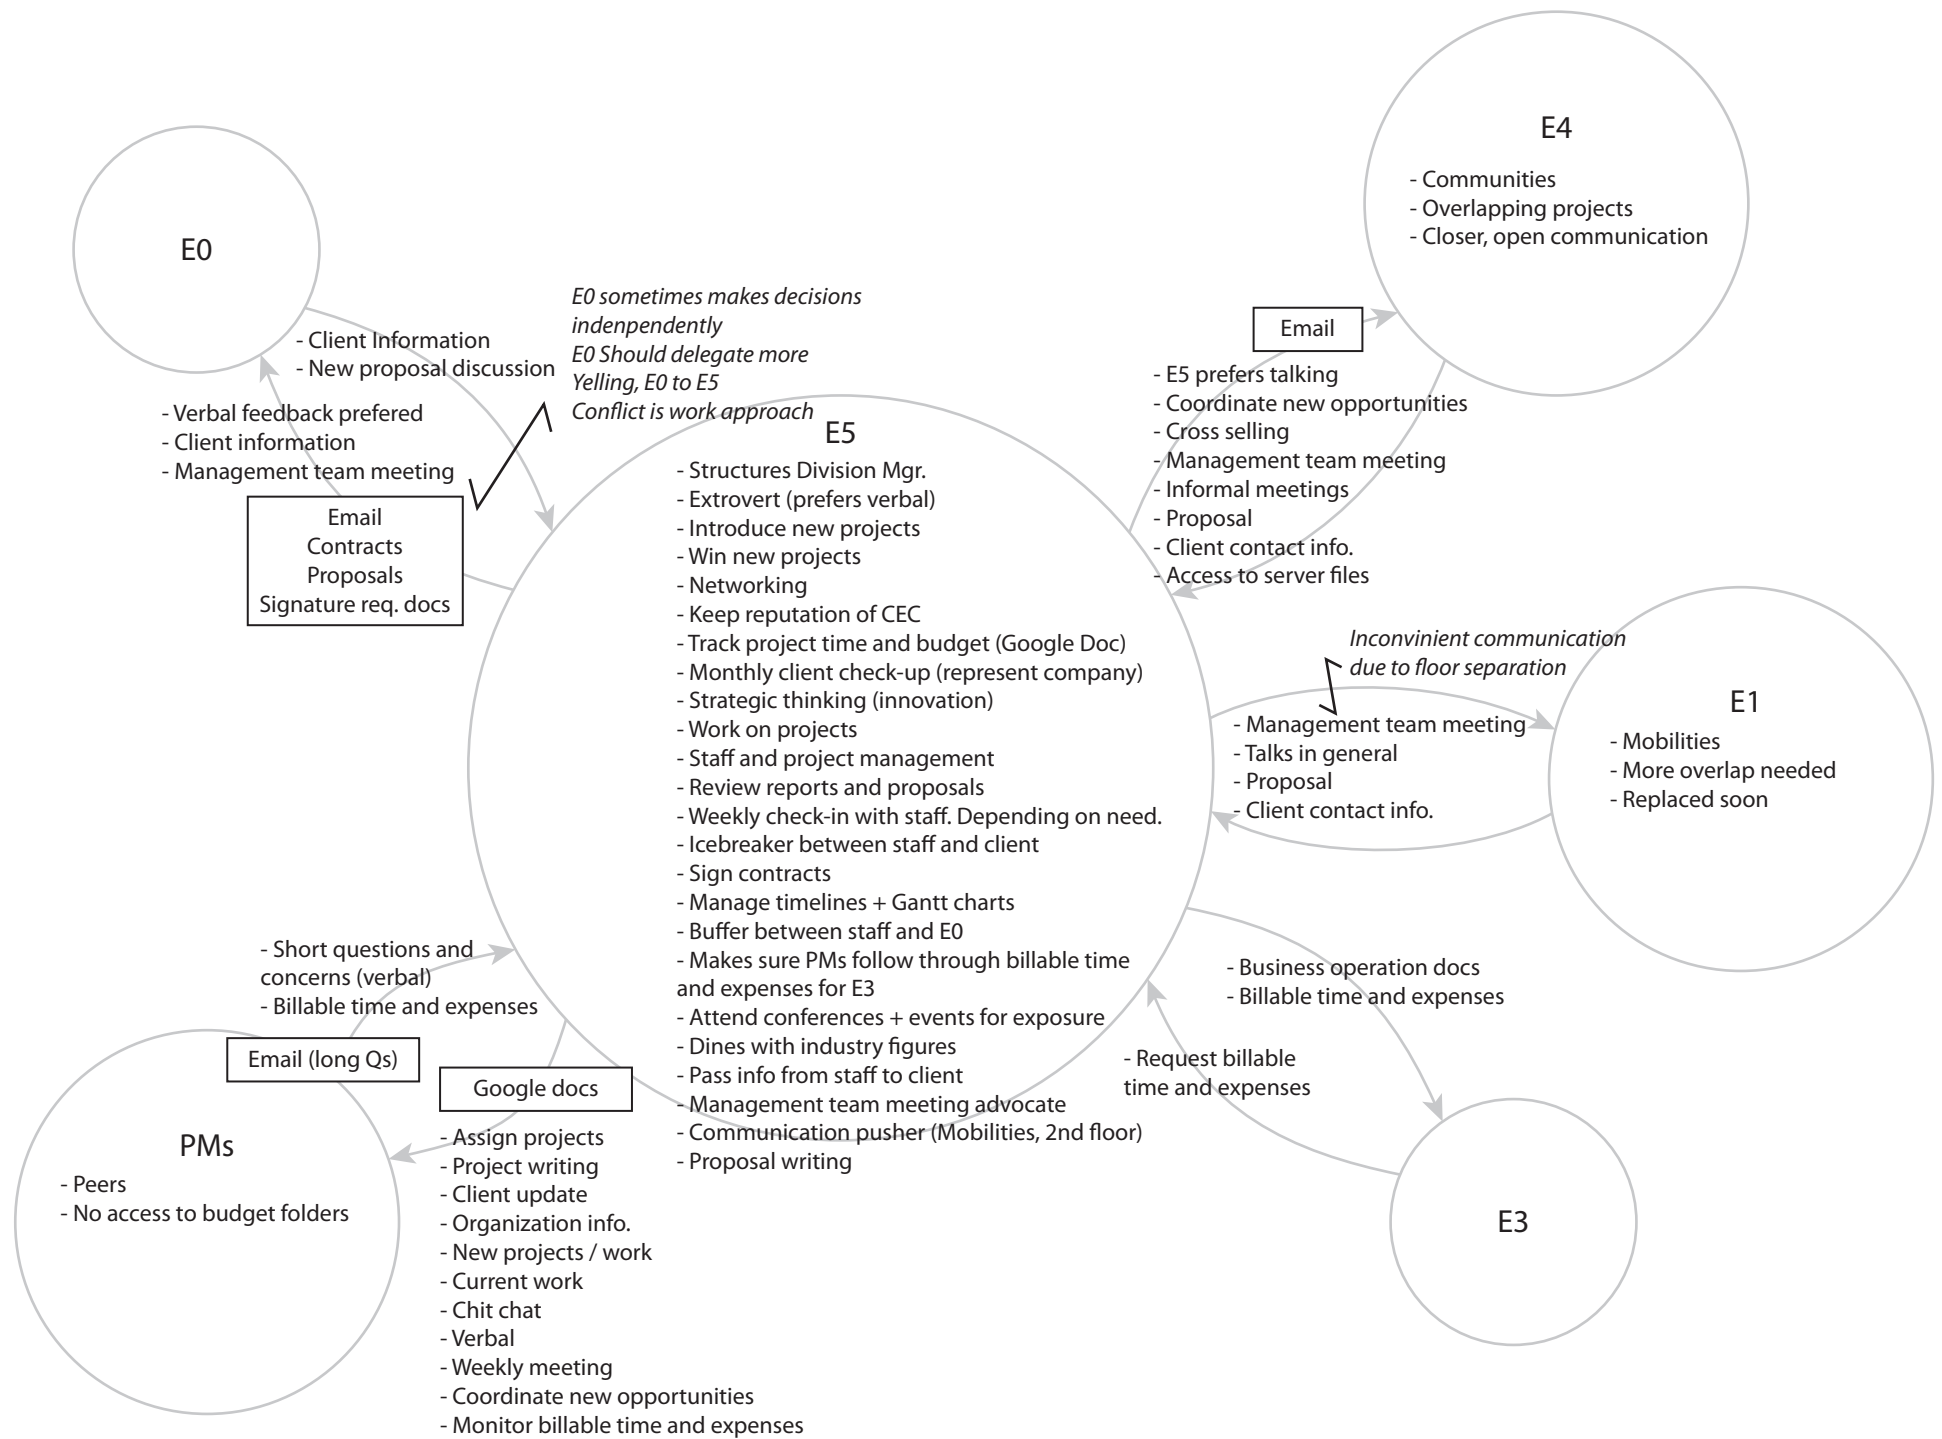 E4
- Communities
- Overlapping projects
- Closer, open communication
E0
E0 sometimes makes decisions
indenpendently
E0 Should delegate more
Yelling, E0 to E5
Conflict is work approach
- Client Information
- New proposal discussion
- Verbal feedback prefered
- Client information
- Management team meeting
Email
Contracts
Proposals
Signature req. docs
Email
- E5 prefers talking
- Coordinate new opportunities
- Cross selling
- Management team meeting
- Informal meetings
- Proposal
- Client contact info.
- Access to server files
E5
- Structures Division Mgr.
- Extrovert (prefers verbal)
- Introduce new projects
- Win new projects
- Networking
- Keep reputation of CEC
- Track project time and budget (Google Doc)
- Monthly client check-up (represent company)
- Strategic thinking (innovation)
- Work on projects
- Staff and project management
- Review reports and proposals
- Weekly check-in with staff. Depending on need.
- Icebreaker between staff and client
- Sign contracts
- Manage timelines + Gantt charts
- Buffer between staff and E0
- Makes sure PMs follow through billable time
and expenses for E3
- Attend conferences + events for exposure
- Dines with industry figures
- Pass info from staff to client
- Management team meeting advocate
- Communication pusher (Mobilities, 2nd floor)
- Proposal writing
Inconvinient communication
due to floor separation
- Management team meeting
- Talks in general
- Proposal
- Client contact info.
E1
- Mobilities
- More overlap needed
- Replaced soon
- Short questions and
concerns (verbal)
- Billable time and expenses
Email (long Qs)
Google docs
PMs
- Peers
- No access to budget folders
- Assign projects
- Project writing
- Client update
- Organization info.
- New projects / work
- Current work
- Chit chat
- Verbal
- Weekly meeting
- Coordinate new opportunities
- Monitor billable time and expenses
- Business operation docs
- Billable time and expenses
- Request billable
time and expenses
E3